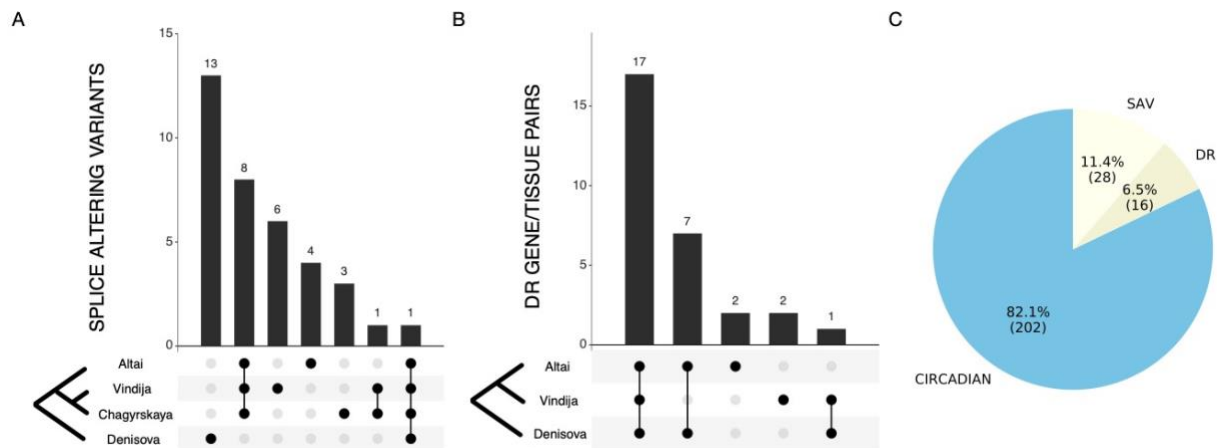 A
SPLICE ALTERING VARIANTS
15
10
5
0
13
8
6
4
3
1
1
Altai
Vindija
Chagyrskaya
Denisova
B
DR GENE/TISSUE PAIRS
15
10
5
0
17
7
2
2
1
Altai
Vindija
Denisova
C
SAV
11.4%
(28)
DR
6.5%
(16)
82.1%
(202)
CIRCADIAN